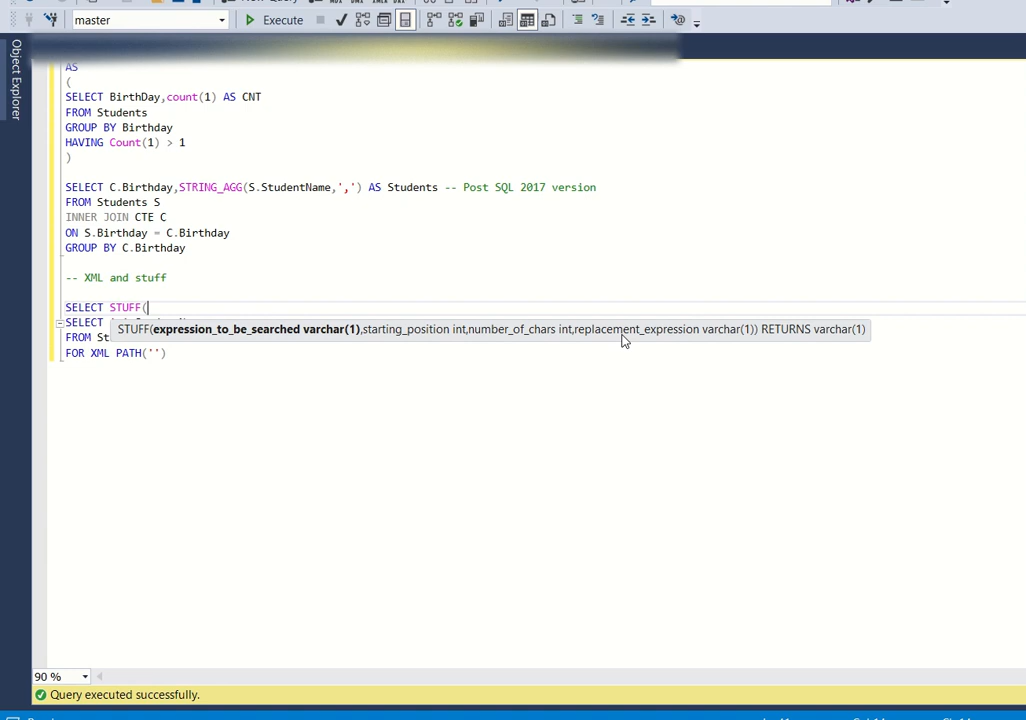 master
Execute
Object Explorer
AS
(
SELECT BirthDay,count(1) AS CNT
FROM Students
GROUP BY Birthday
HAVING Count(1) > 1
)
SELECT C.Birthday,STRING_AGG(S.StudentName,',') AS Students -- Post SQL 2017 version
FROM Students S
INNER JOIN CTE C
ON S.Birthday = C.Birthday
GROUP BY C.Birthday
-- XML and stuff
SELECT STUFF(
SELECT
STUFF(expression_to_be_searched varchar(1),starting_position int,number_of_chars int,replacement_expression varchar(1)) RETURNS varchar(1)
FROM St
FOR XML PATH('')
90 %
Query executed successfully.